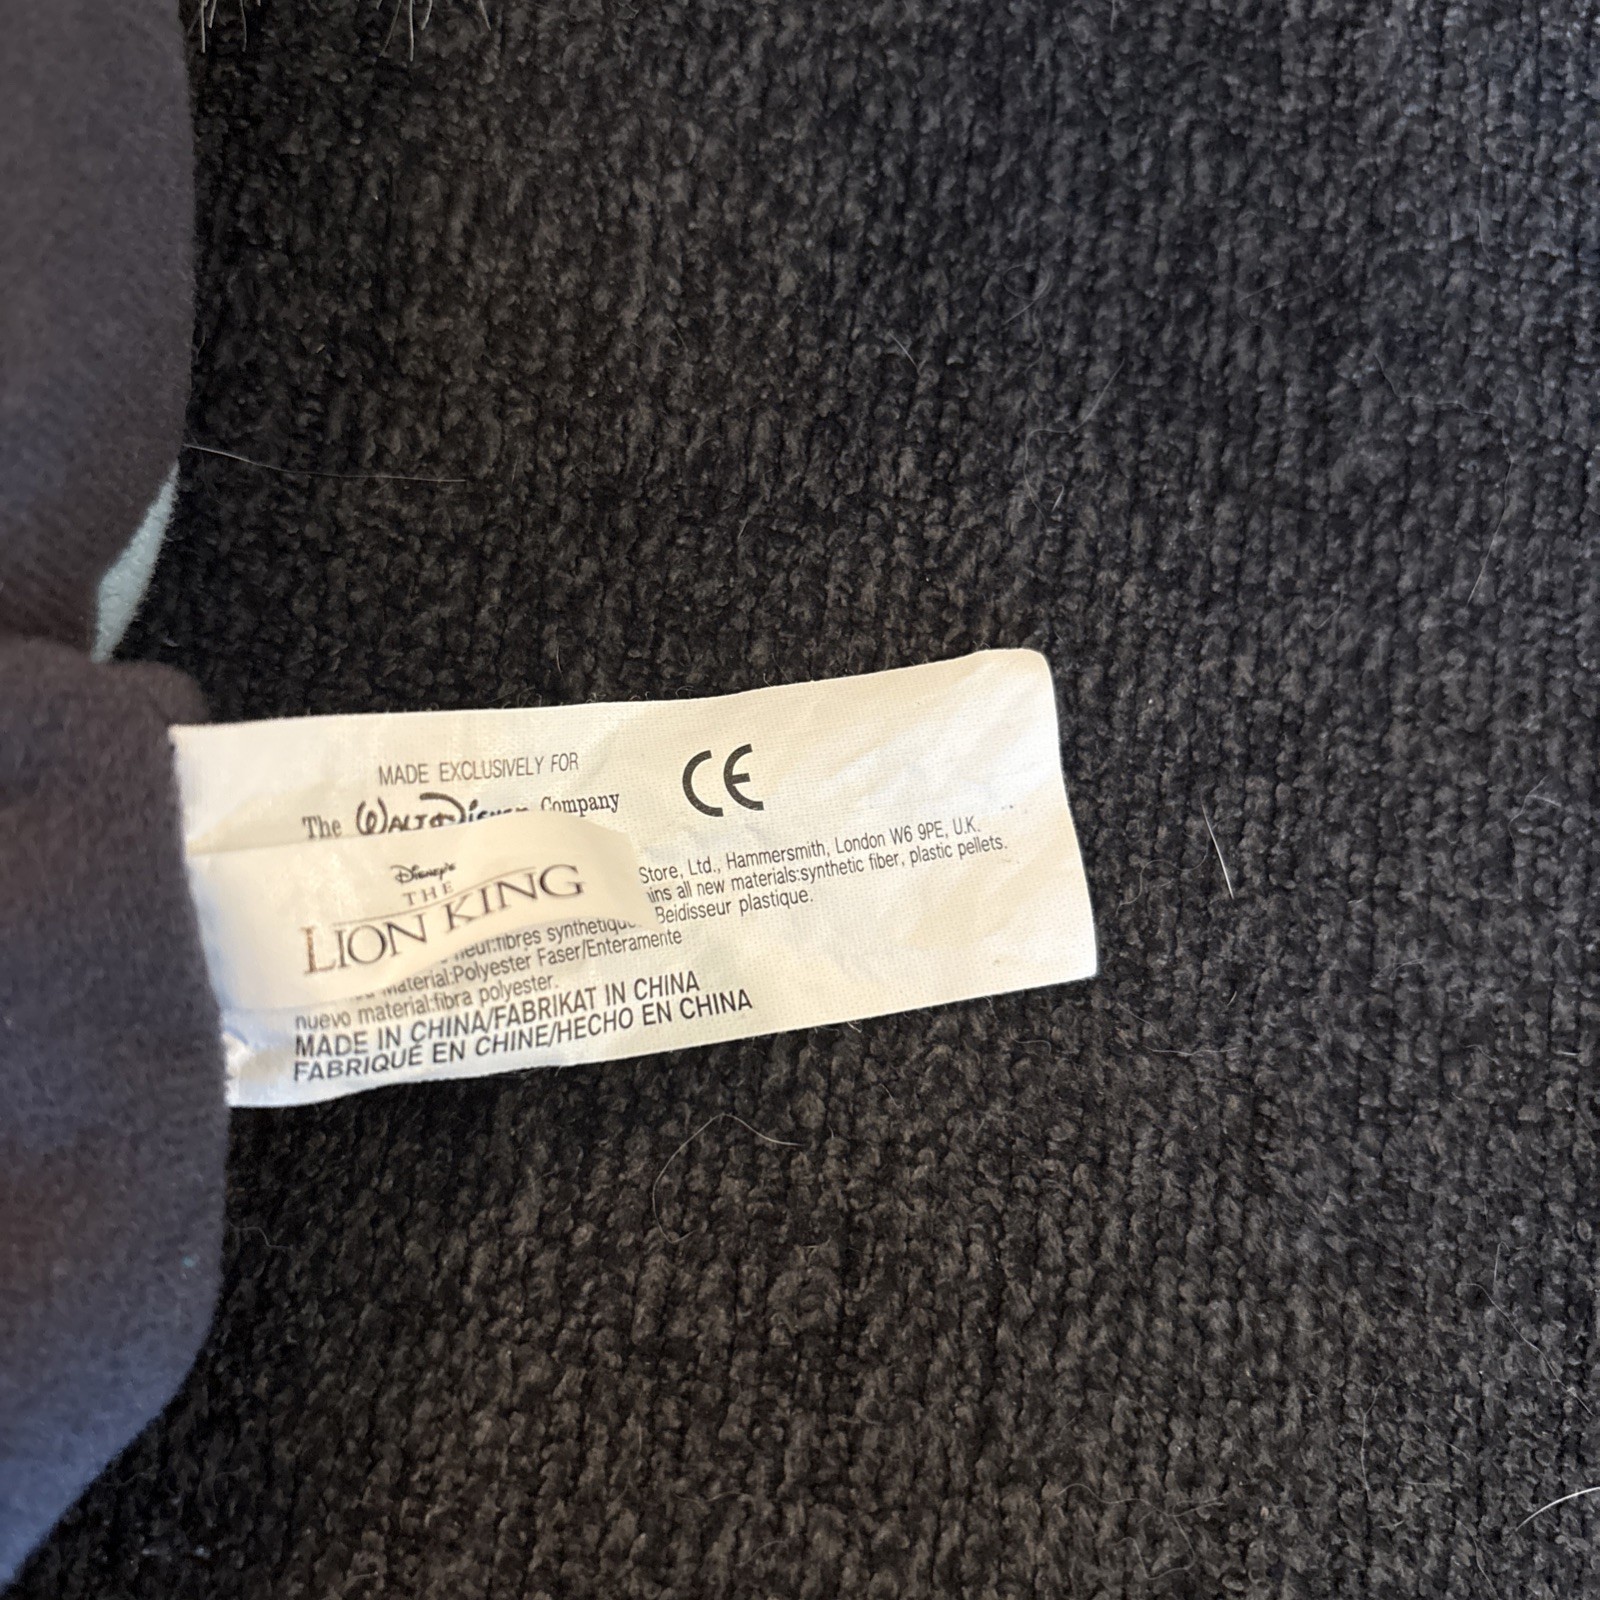 MADE EXCLUSIVELY FOR
The WALT Disney Company
CE
Disney's
THE
LION KING
Store, Ltd., Hammersmith, London W6 9PE, U.K.
all new materials:synthetic fiber, plastic pellets.
Beidisseur plastique.
:fibres
Material:Polyester Faser/Enteramente
nuevo material:fibra polyester.
MADE IN CHINA/FABRIKAT IN CHINA
FABRIQUÉ EN CHINE/HECHO EN CHINA